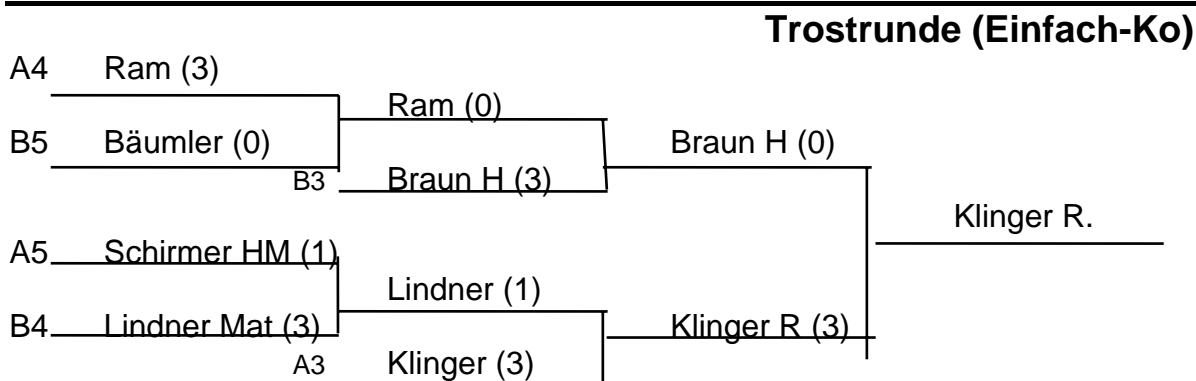 Trostrunde (Einfach-Ko)
A4 Ram (3)
Ram (0)
B5 Bäumler (0) Braun H (0)
B3 Braun H (3)
Klinger R.
A5 Schirmer HM (1)
Lindner (1)
B4 Lindner Mat (3) Klinger R (3)
A3 Klinger (3)